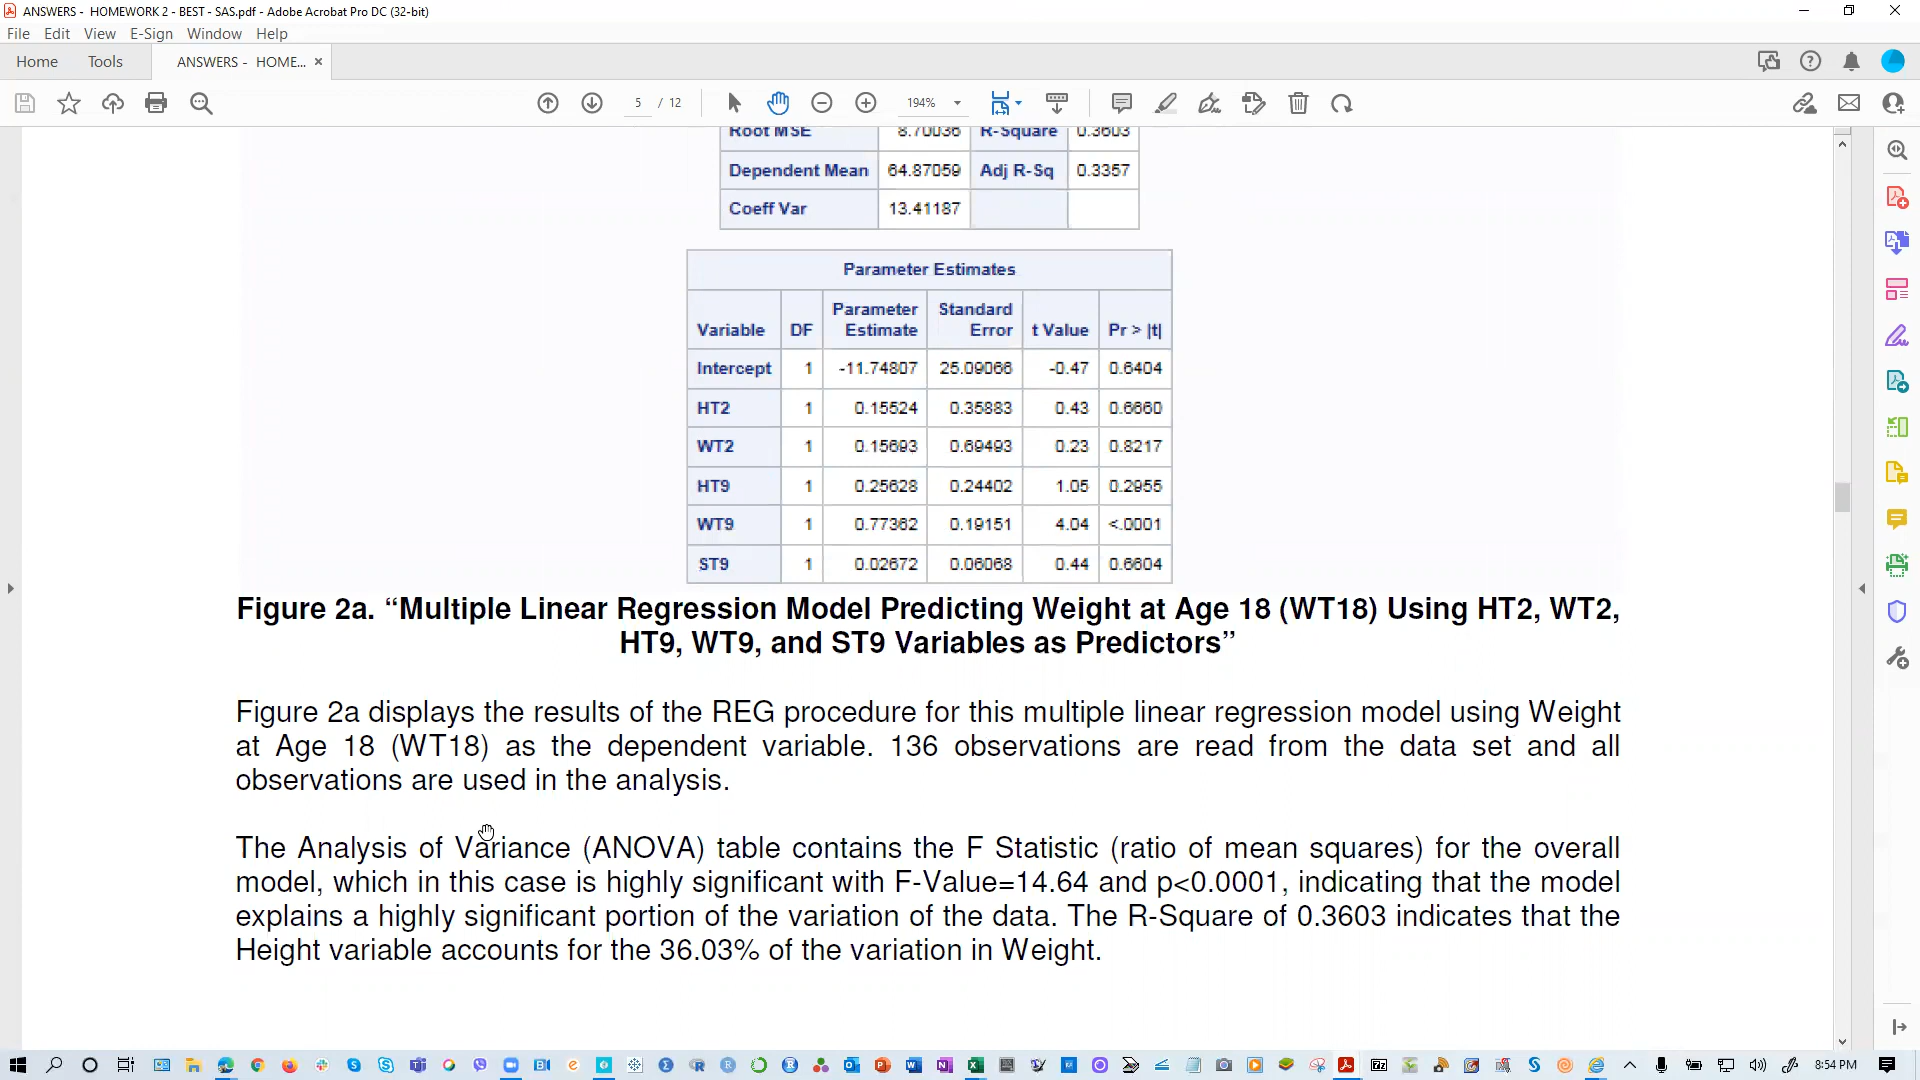 ANSWERS - HOMEWORK 2 - BEST - SAS.pdf - Adobe Acrobat Pro DC (32-bit)
File Edit View E-Sign Window Help
Home Tools ANSWERS - HOME... ×
5 / 12 194%
Root MSE 8.70036 R-Square 0.3603
Dependent Mean 64.87059 Adj R-Sq 0.3357
Coeff Var 13.41187
Parameter Estimates
Variable DF Parameter Estimate Standard Error t Value Pr > |t|
Intercept 1 -11.74807 25.09066 -0.47 0.6404
HT2 1 0.15524 0.35883 0.43 0.6660
WT2 1 0.15693 0.69493 0.23 0.8217
HT9 1 0.25628 0.24402 1.05 0.2955
WT9 1 0.77362 0.19151 4.04 <.0001
ST9 1 0.02672 0.06068 0.44 0.6604
Figure 2a. “Multiple Linear Regression Model Predicting Weight at Age 18 (WT18) Using HT2, WT2,
HT9, WT9, and ST9 Variables as Predictors”
Figure 2a displays the results of the REG procedure for this multiple linear regression model using Weight
at Age 18 (WT18) as the dependent variable. 136 observations are read from the data set and all
observations are used in the analysis.
The Analysis of Variance (ANOVA) table contains the F Statistic (ratio of mean squares) for the overall
model, which in this case is highly significant with F-Value=14.64 and p<0.0001, indicating that the model
explains a highly significant portion of the variation of the data. The R-Square of 0.3603 indicates that the
Height variable accounts for the 36.03% of the variation in Weight.
8:54 PM